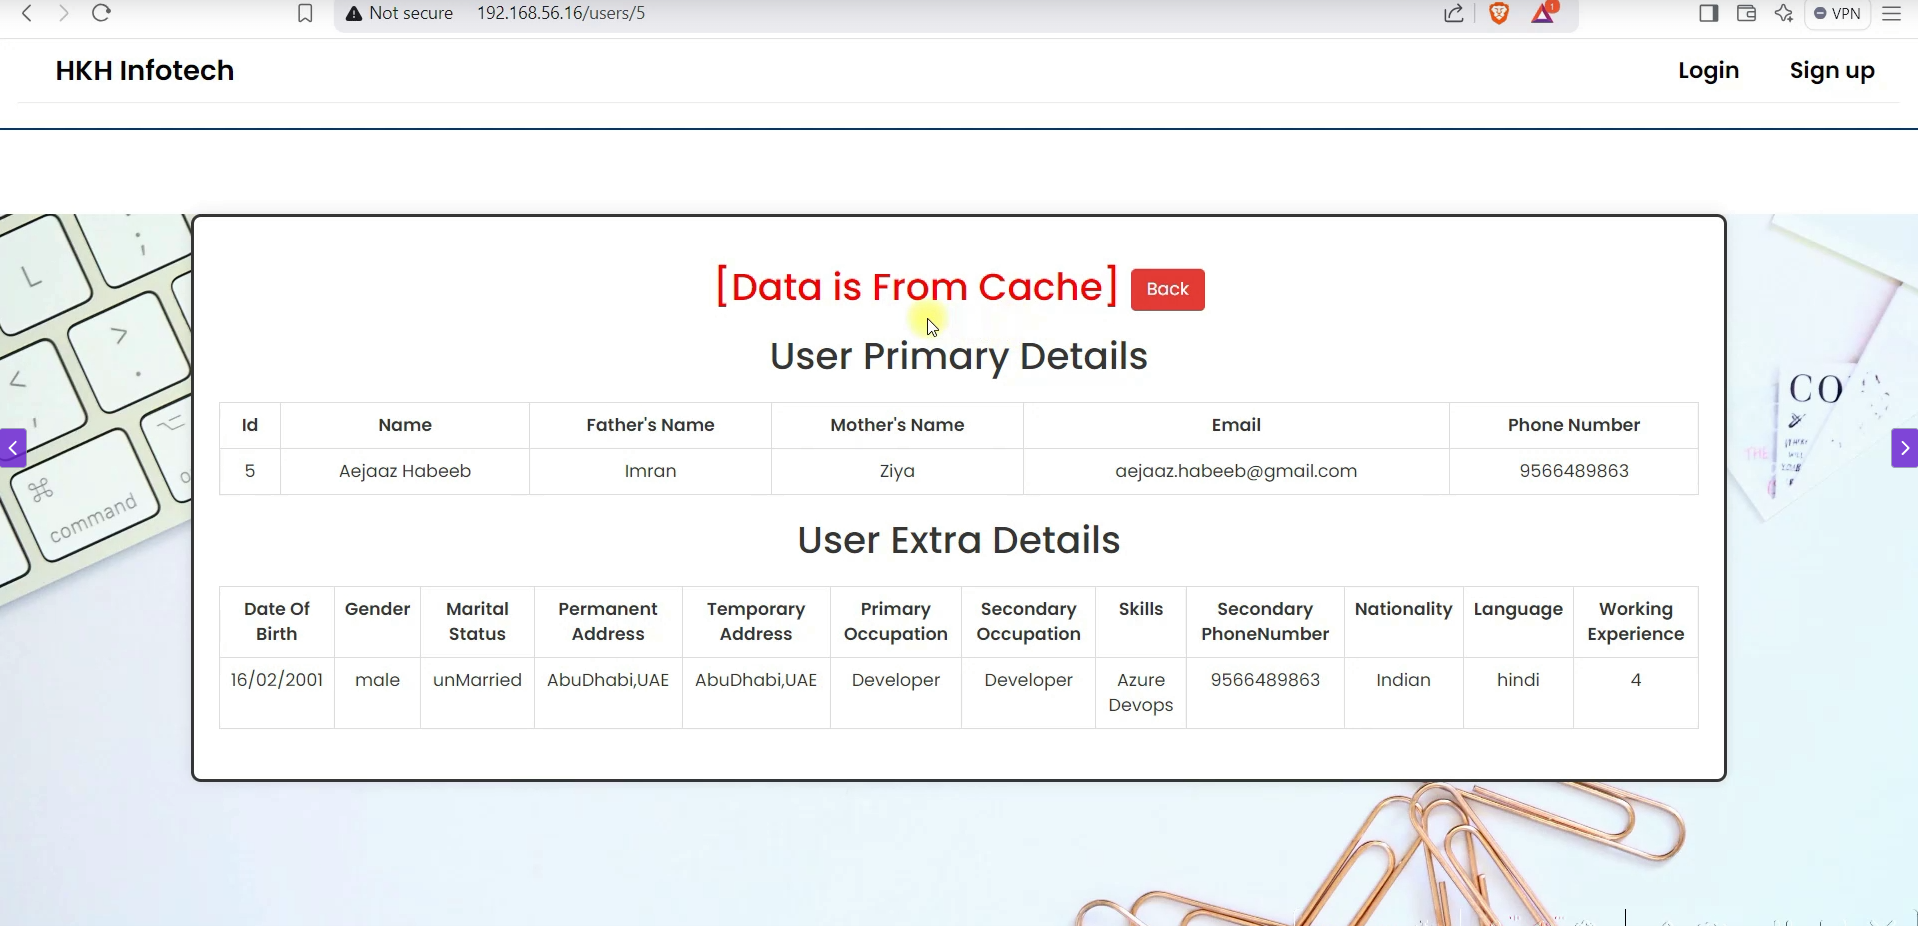 Not secure 192.168.56.16/users/5
1
VPN
HKH Infotech
Login Sign up
[Data is From Cache] Back
User Primary Details
Id Name Father's Name Mother's Name Email Phone Number
5 Aejaaz Habeeb Imran Ziya aejaaz.habeeb@gmail.com 9566489863
User Extra Details
Date Of Birth Gender Marital Status Permanent Address Temporary Address Primary Occupation Secondary Occupation Skills Secondary PhoneNumber Nationality Language Working Experience
16/02/2001 male unMarried AbuDhabi,UAE AbuDhabi,UAE Developer Developer Azure Devops 9566489863 Indian hindi 4
L
command
CO
THE